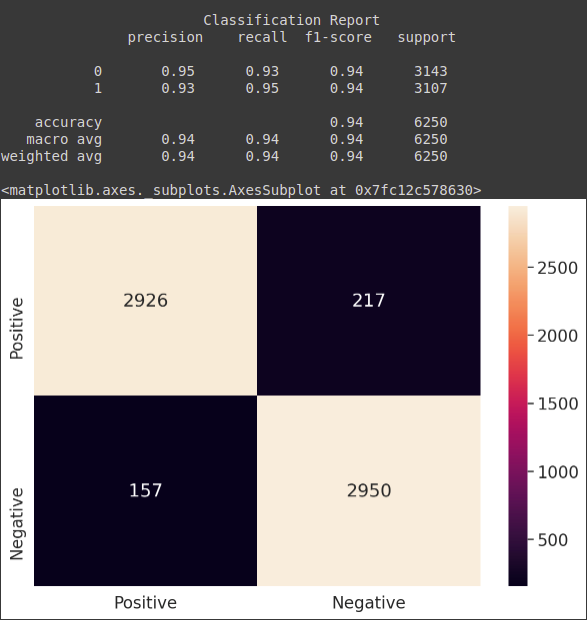 Classification Report
precision recall f1-score support
0 0.95 0.93 0.94 3143
1 0.93 0.95 0.94 3107
accuracy 0.94 6250
macro avg 0.94 0.94 0.94 6250
weighted avg 0.94 0.94 0.94 6250
<matplotlib.axes._subplots.AxesSubplot at 0x7fc12c578630>
Positive
2926 217
Negative
157 2950
Positive Negative
2500
2000
1500
1000
500